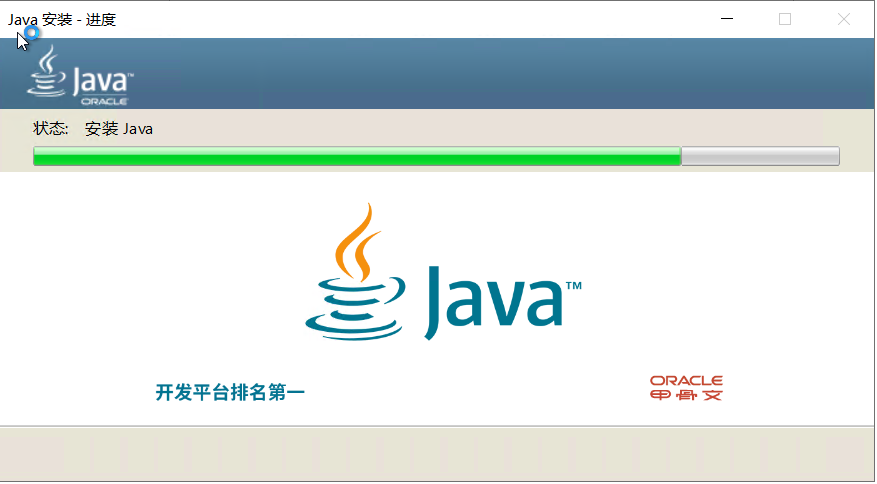 Java 安装 - 进度
Java™
ORACLE
状态: 安装 Java
Java™
开发平台排名第一
ORACLE
甲骨文